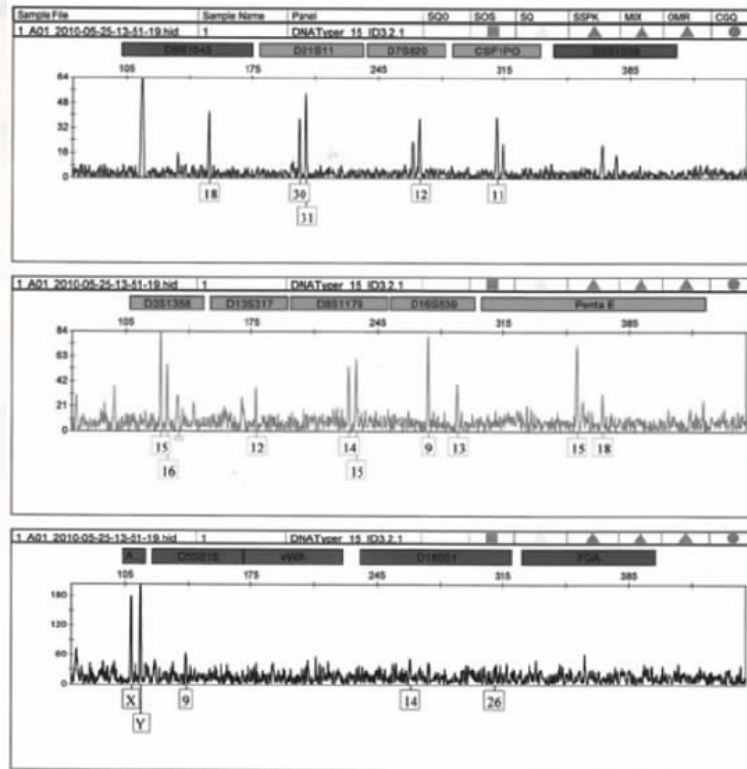 Sample File Sample Name Panel SQ0 SOS SQ SSPK MIX OMR CGQ
1 A01 2010-05-25-13-51-19.hid 1 DNATyper 15 ID3.2.1
D6S1043 D21S11 D7S820 CSF1PO
105 175 245 315 385
64
48
32
16
0
18 30 12 11
31
1 A01 2010-05-25-13-51-19.hid 1 DNATyper 15 ID3.2.1
D3S1358 D13S317 D8S1179 D16S539 Penta E
105 175 245 315 385
84
63
42
21
0
15 12 14 9 13 15 18
16 15
1 A01 2010-05-25-13-51-19.hid 1 DNATyper 15 ID3.2.1
A... D5S818 vWA D18S51 FGA
105 175 245 315 385
180
120
60
0
X 9 14 26
Y